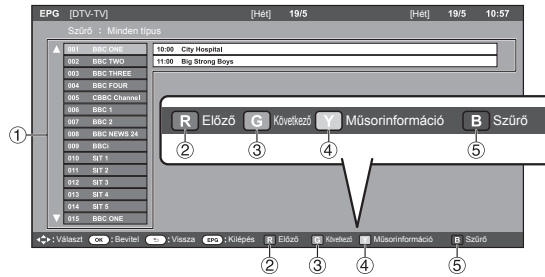 EPG [DTV-TV] [Hét] 19/5 [Hét] 19/5 10:57
Szűrő : Minden típus
001 BBC ONE
002 BBC TWO
003 BBC THREE
004 BBC FOUR
005 CBBC Channel
006 BBC 1
007 BBC 2
008 BBC NEWS 24
009 BBCi
010 SIT 1
011 SIT 2
012 SIT 3
013 SIT 4
014 SIT 5
015 BBC ONE
10:00 City Hospital
11:00 Big Strong Boys
R Előző G Következő Y Műsorinformáció B Szűrő
② ③ ④ ⑤
①
: Választ OK : Bevitel : Vissza EPG : Kilépés R Előző G Következő Y Műsorinformáció B Szűrő
② ③ ④ ⑤